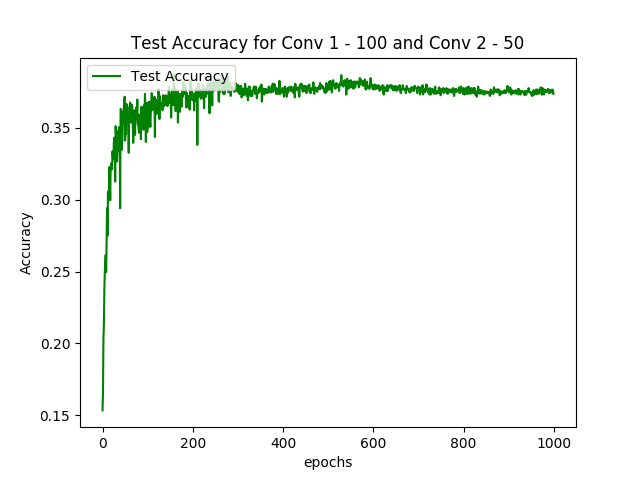 Test Accuracy for Conv 1 - 100 and Conv 2 - 50
Test Accuracy
0.35
0.30
0.25
0.20
0.15
Accuracy
0 200 400 600 800 1000
epochs